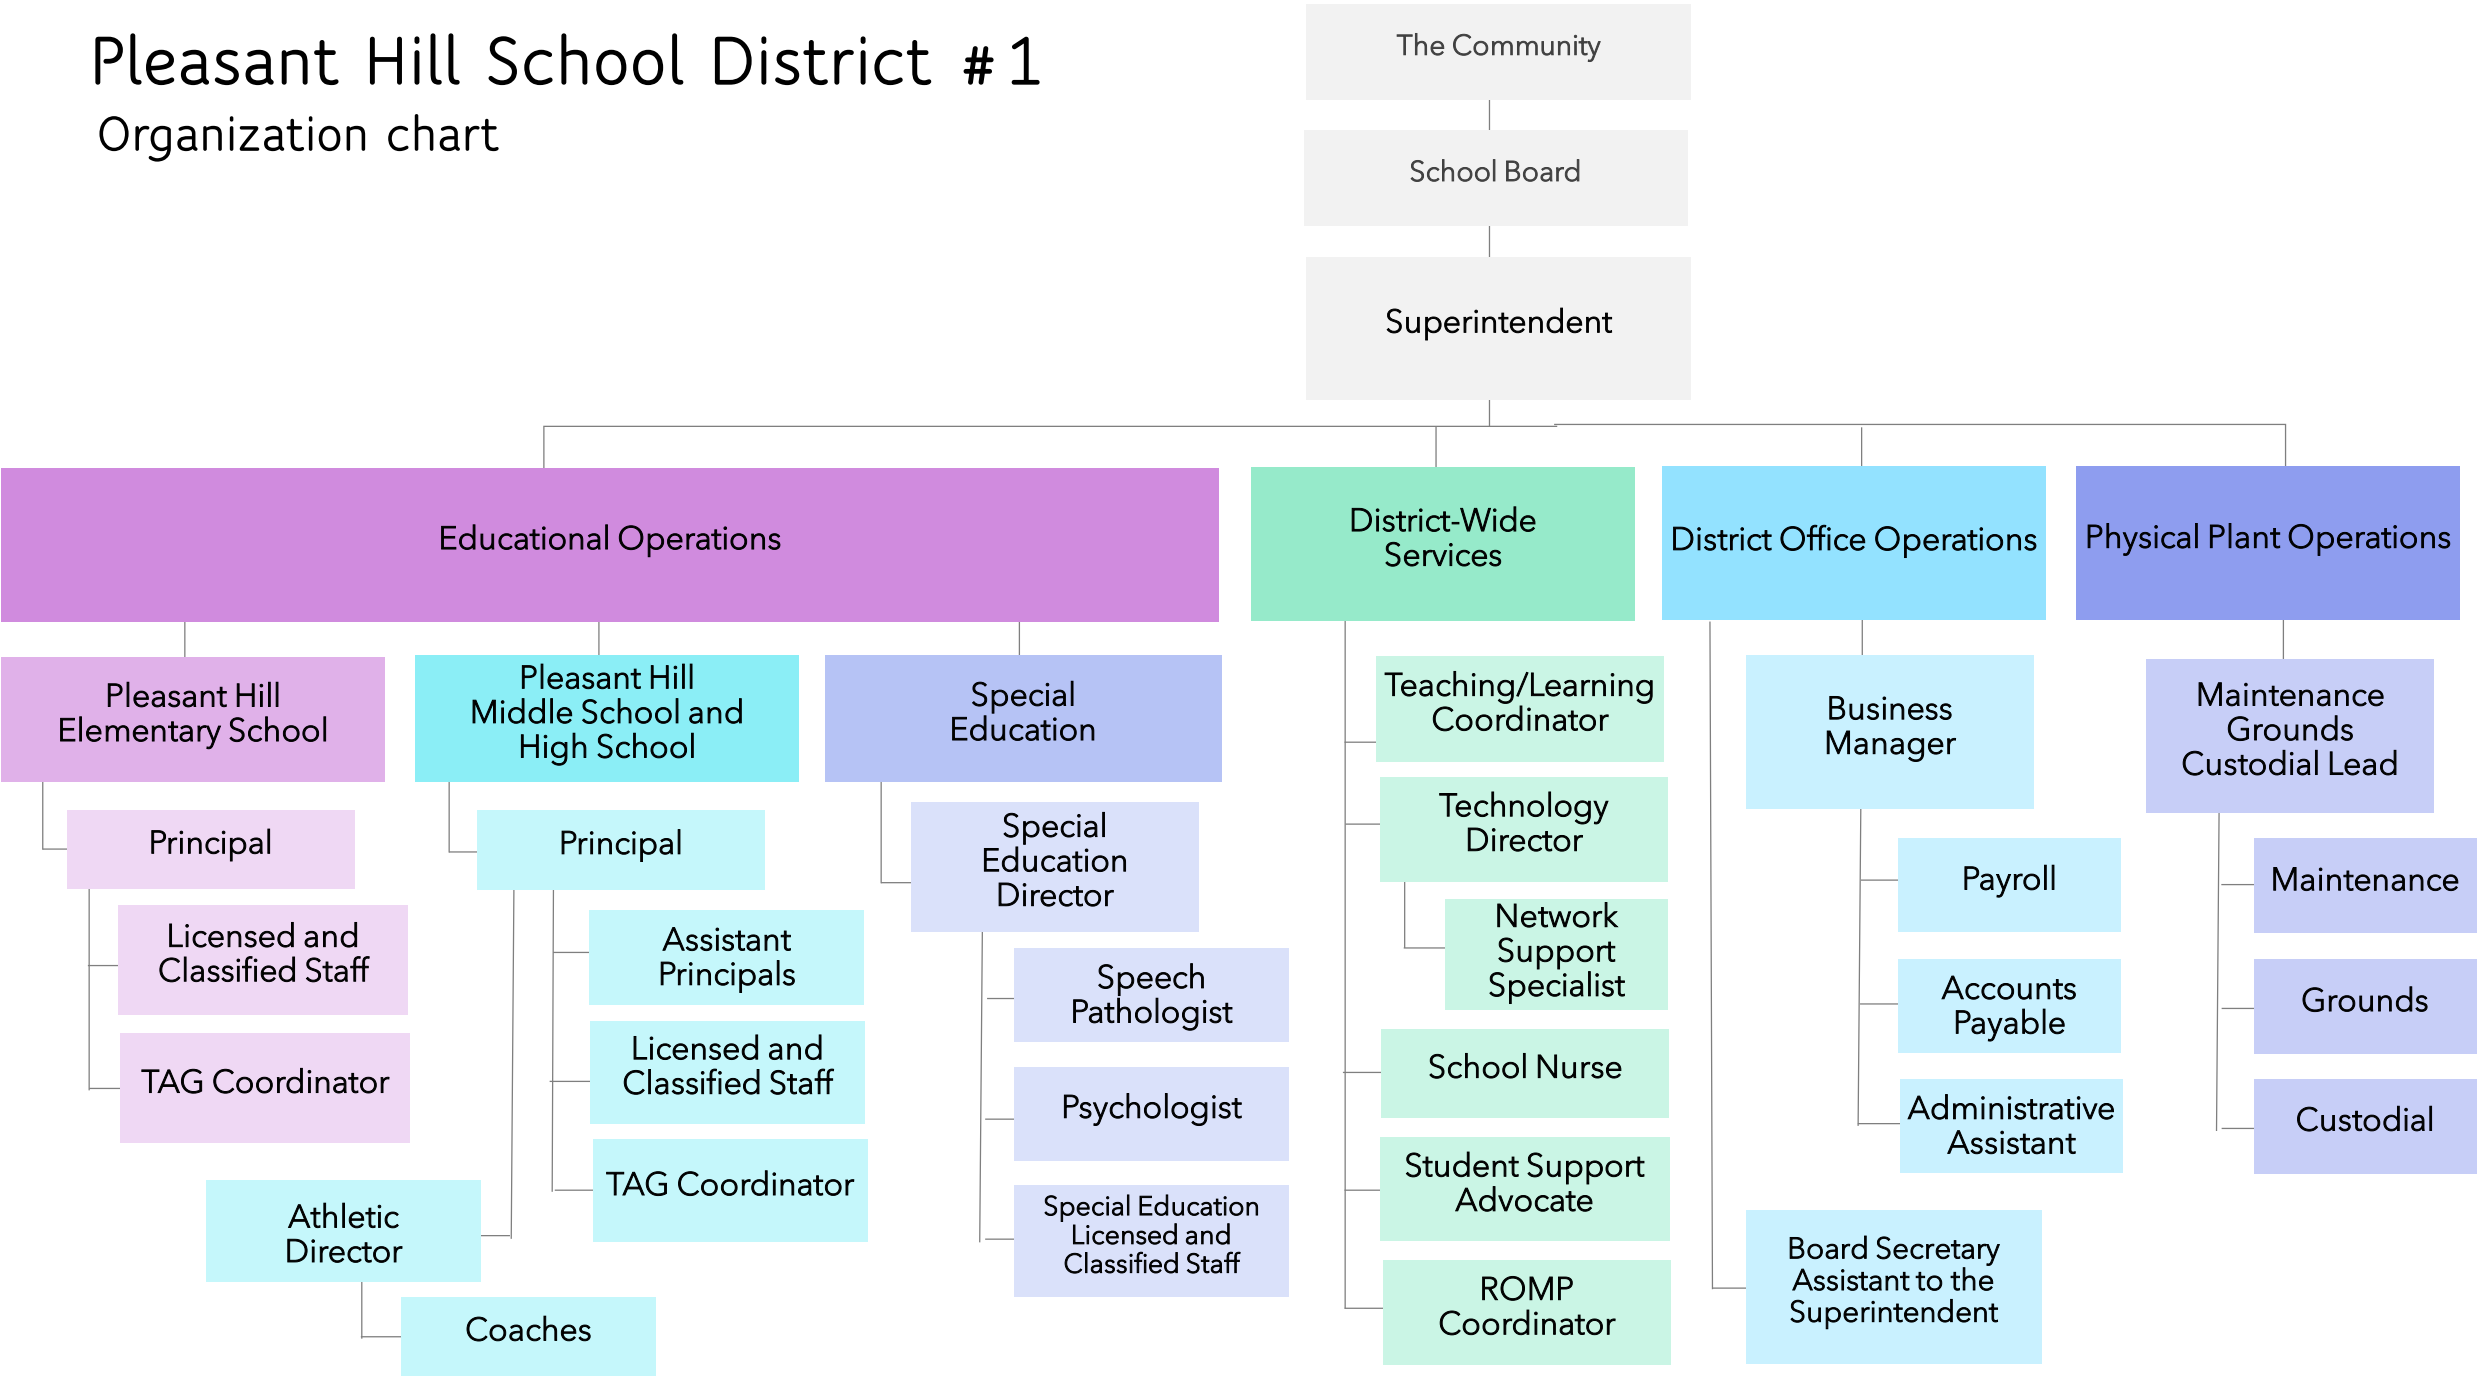 Pleasant Hill School District #1
Organization chart
The Community
School Board
Superintendent
Educational Operations
District-Wide
Services
District Office Operations
Physical Plant Operations
Pleasant Hill
Elementary School
Principal
Licensed and
Classified Staff
TAG Coordinator
Pleasant Hill
Middle School and
High School
Principal
Assistant
Principals
Licensed and
Classified Staff
TAG Coordinator
Athletic
Director
Coaches
Special
Education
Special
Education
Director
Speech
Pathologist
Psychologist
Special Education
Licensed and
Classified Staff
Teaching/Learning
Coordinator
Technology
Director
Network
Support
Specialist
School Nurse
Student Support
Advocate
ROMP
Coordinator
Business
Manager
Payroll
Accounts
Payable
Administrative
Assistant
Board Secretary
Assistant to the
Superintendent
Maintenance
Grounds
Custodial Lead
Maintenance
Grounds
Custodial